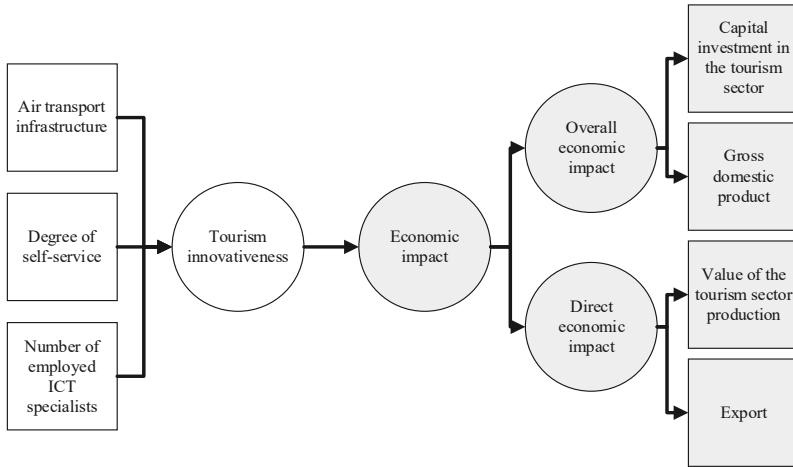 Air transport
infrastructure
Degree of
self-service
Number of
employed
ICT
specialists
Tourism
innovativeness
Economic
impact
Overall
economic
impact
Direct
economic
impact
Capital
investment in
the tourism
sector
Gross
domestic
product
Value of the
tourism sector
production
Export